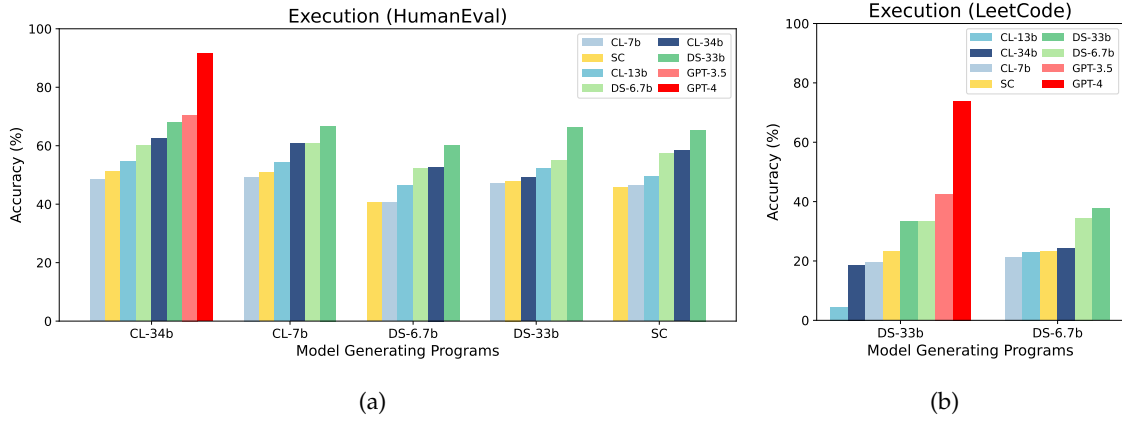 Execution (HumanEval)
Accuracy (%)
100
80
60
40
20
0
CL-7b
SC
CL-13b
DS-6.7b
CL-34b
DS-33b
GPT-3.5
GPT-4
CL-34b
CL-7b
DS-6.7b
DS-33b
SC
Model Generating Programs
(a)
Execution (LeetCode)
Accuracy (%)
100
80
60
40
20
0
CL-13b
CL-34b
CL-7b
SC
DS-33b
DS-6.7b
GPT-3.5
GPT-4
DS-33b
DS-6.7b
Model Generating Programs
(b)